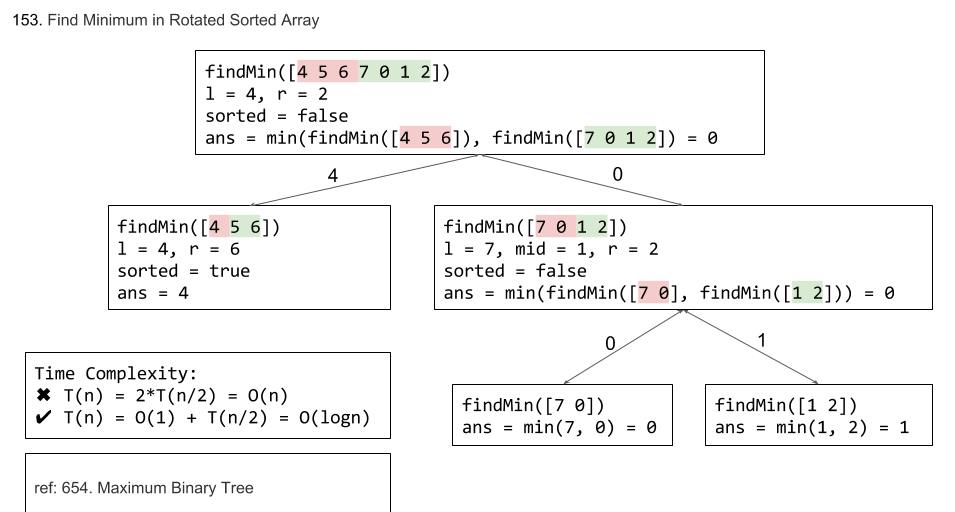 153. Find Minimum in Rotated Sorted Array
findMin([4 5 6 7 0 1 2])
l = 4, r = 2
sorted = false
ans = min(findMin([4 5 6]), findMin([7 0 1 2]) = 0
4
0
findMin([4 5 6])
l = 4, r = 6
sorted = true
ans = 4
findMin([7 0 1 2])
l = 7, mid = 1, r = 2
sorted = false
ans = min(findMin([7 0], findMin([1 2])) = 0
0
1
findMin([7 0])
ans = min(7, 0) = 0
findMin([1 2])
ans = min(1, 2) = 1
Time Complexity:
✖ T(n) = 2*T(n/2) = O(n)
✔ T(n) = O(1) + T(n/2) = O(logn)
ref: 654. Maximum Binary Tree